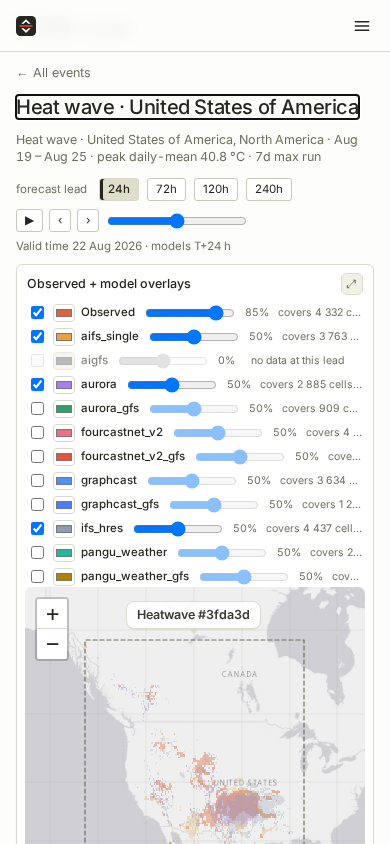 ← All events
Heat wave · United States of America
Heat wave · United States of America, North America · Aug
19 – Aug 25 · peak daily-mean 40.8 °C · 7d max run
forecast lead 24h 72h 120h 240h
Valid time 22 Aug 2026 · models T+24 h
Observed + model overlays
Observed 85% covers 4 332 c...
aifs_single 50% covers 3 763 ...
aigfs 0% no data at this lead
aurora 50% covers 2 885 cells...
aurora_gfs 50% covers 909 c...
fourcastnet_v2 50% covers 4 ...
fourcastnet_v2_gfs 50% cove...
graphcast 50% covers 3 634 ...
graphcast_gfs 50% covers 1 2...
ifs_hres 50% covers 4 437 cell...
pangu_weather 50% covers 2...
pangu_weather_gfs 50% cov...
+
Heatwave #3fda3d
−
CANADA
UNITED STATES